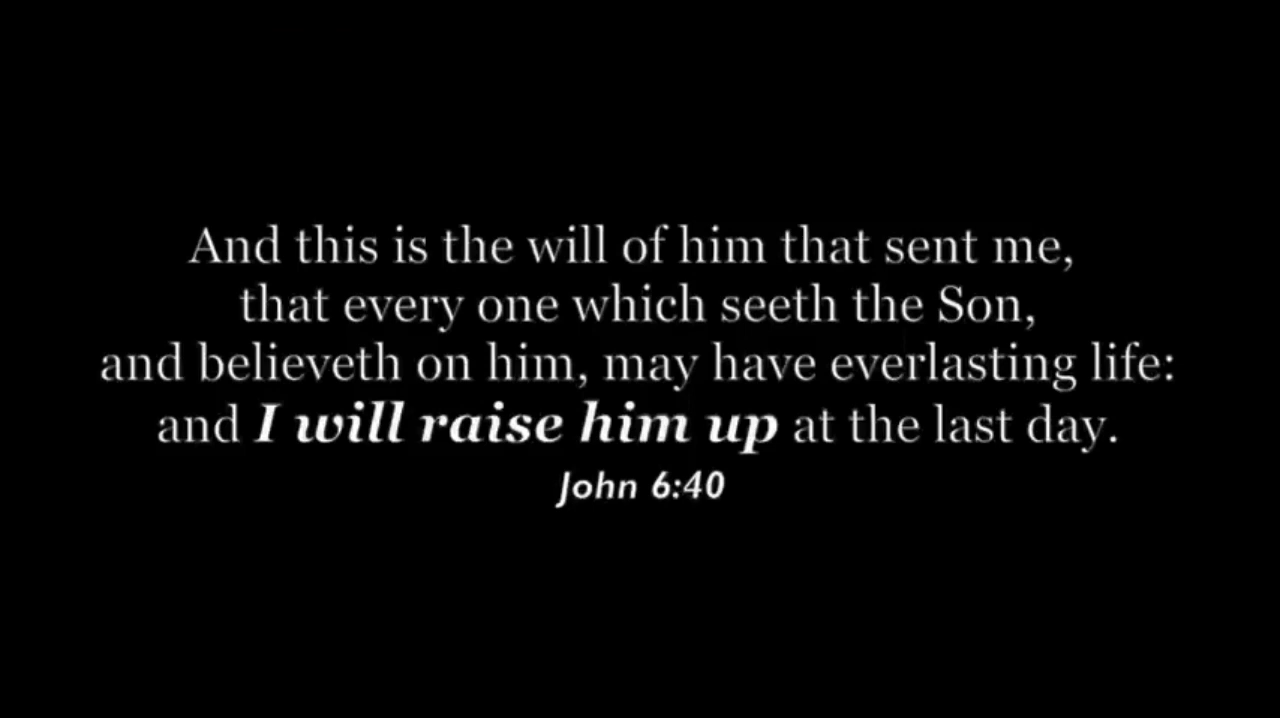 And this is the will of him that sent me,
that every one which seeth the Son,
and believeth on him, may have everlasting life:
and I will raise him up at the last day.
John 6:40